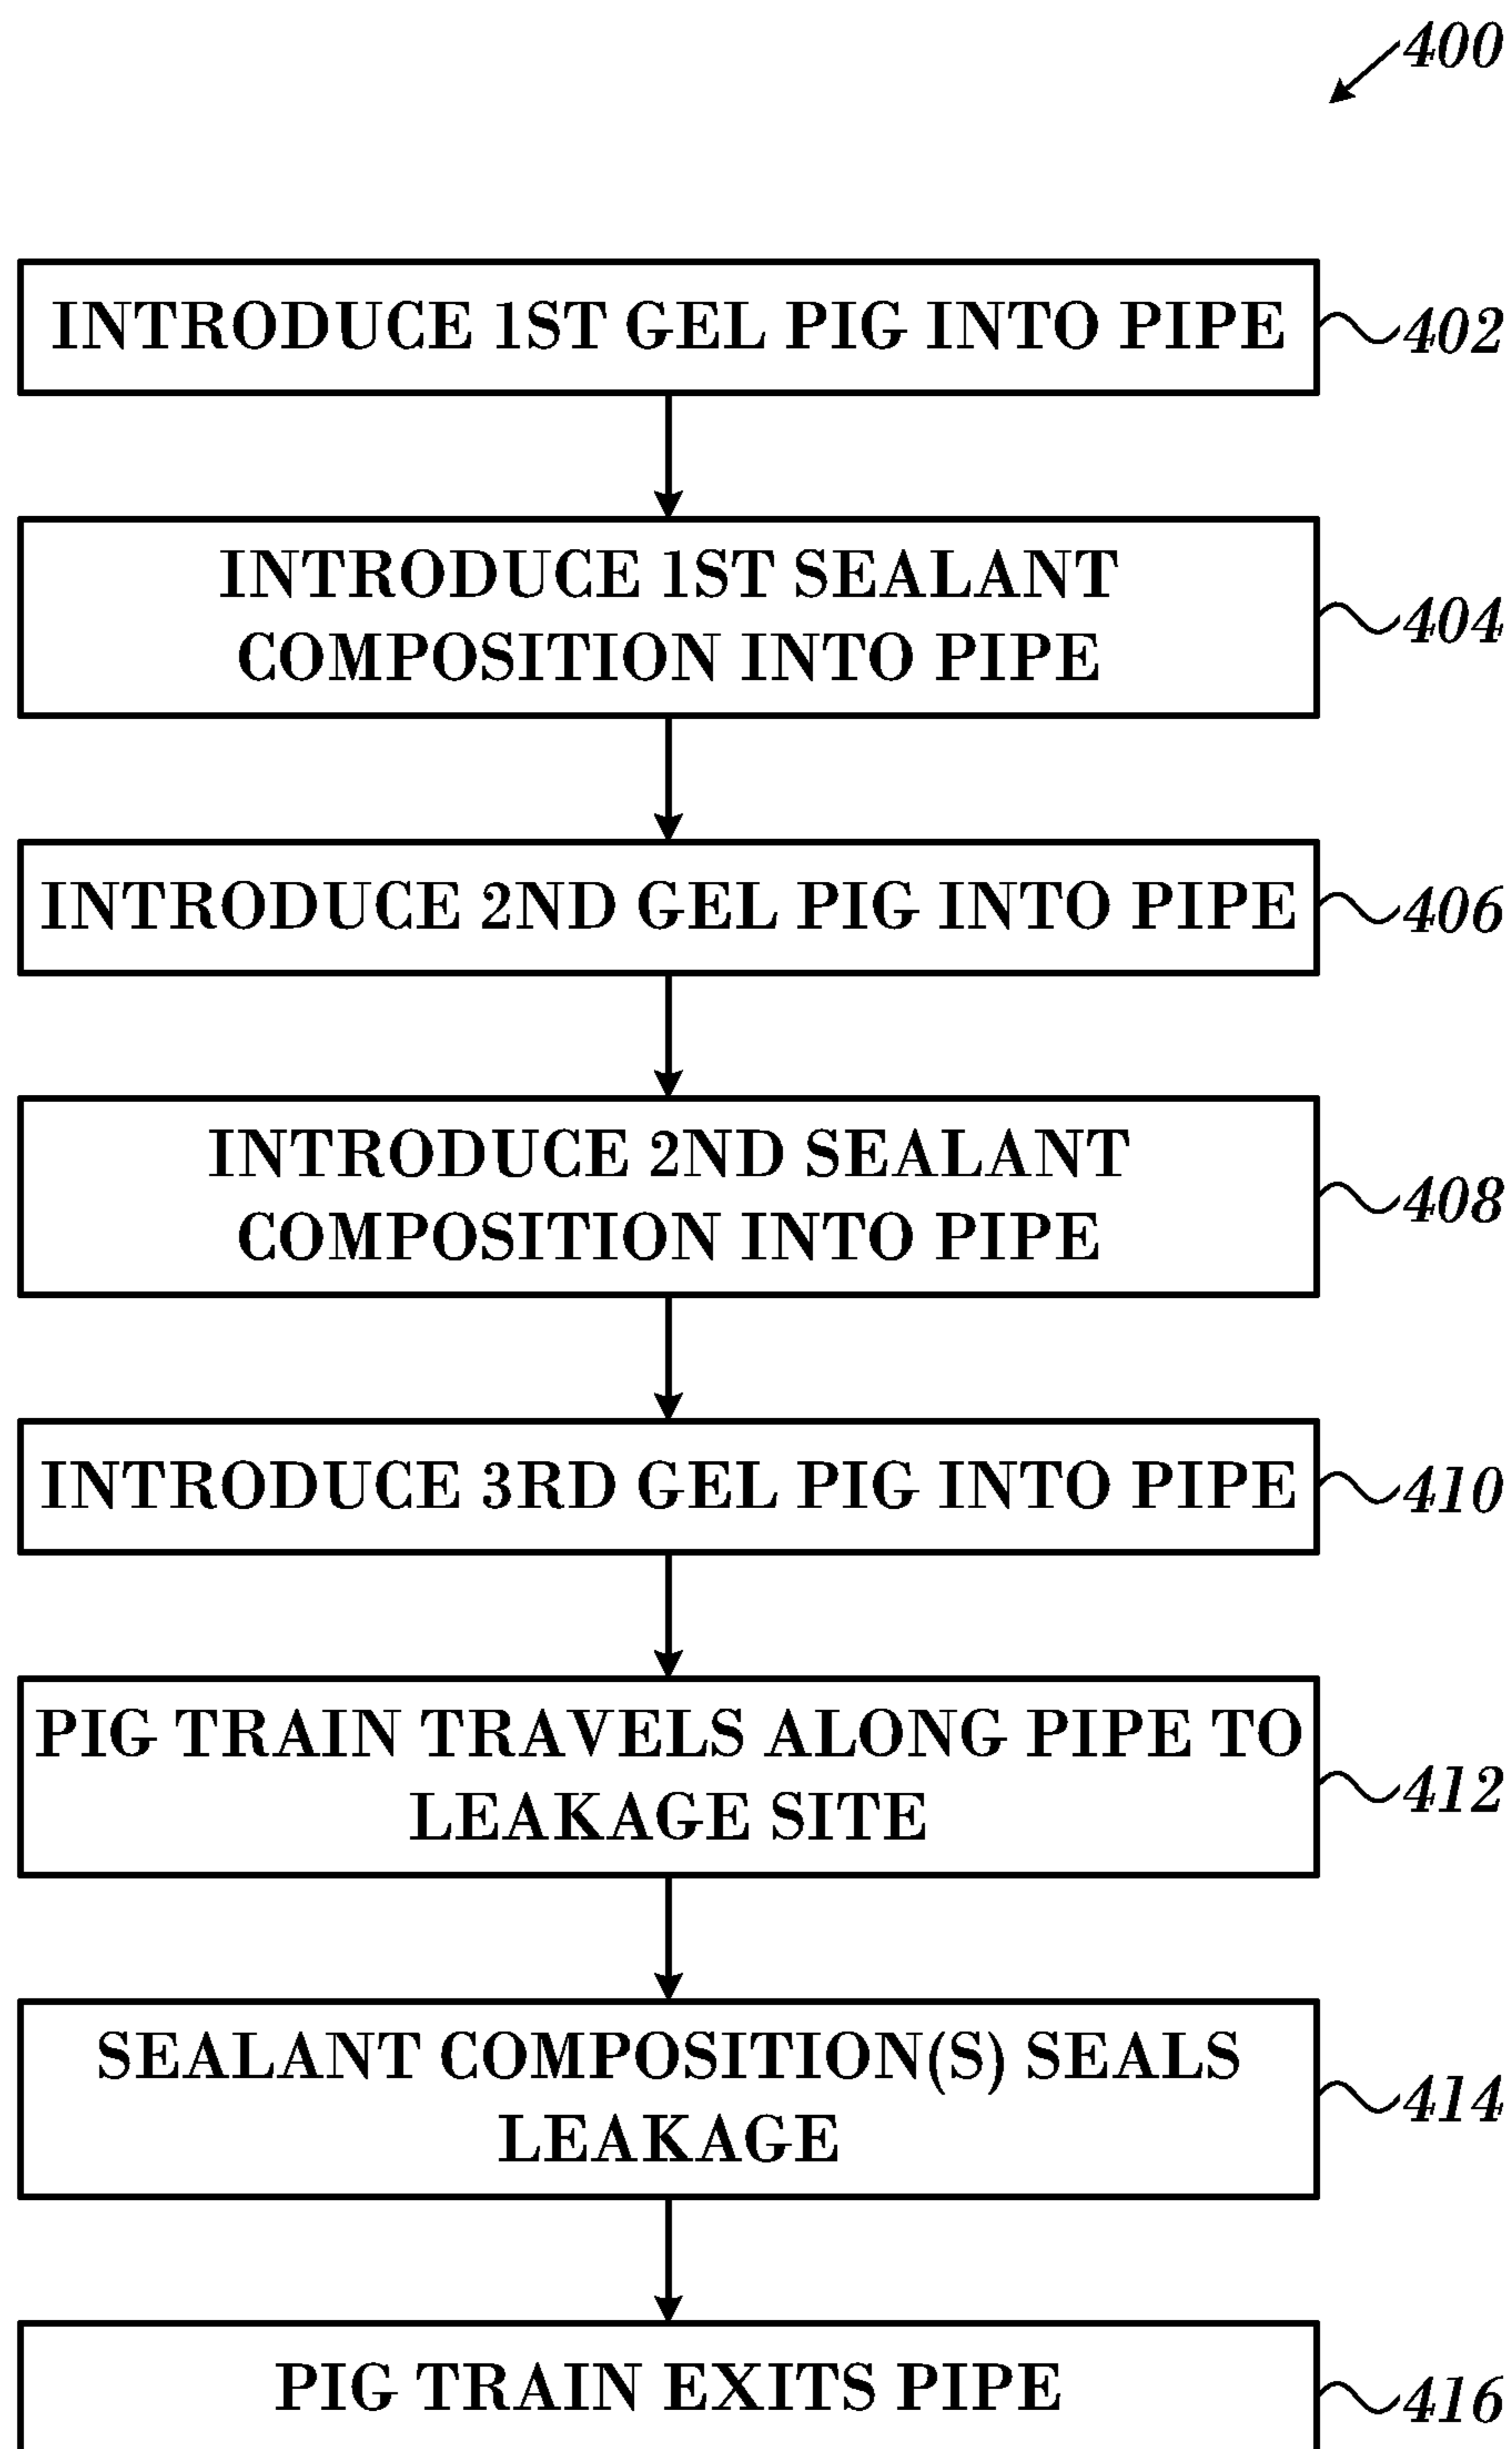 400
INTRODUCE 1ST GEL PIG INTO PIPE
402
INTRODUCE 1ST SEALANT
COMPOSITION INTO PIPE
404
INTRODUCE 2ND GEL PIG INTO PIPE
406
INTRODUCE 2ND SEALANT
COMPOSITION INTO PIPE
408
INTRODUCE 3RD GEL PIG INTO PIPE
410
PIG TRAIN TRAVELS ALONG PIPE TO
LEAKAGE SITE
412
SEALANT COMPOSITION(S) SEALS
LEAKAGE
414
PIG TRAIN EXITS PIPE
416